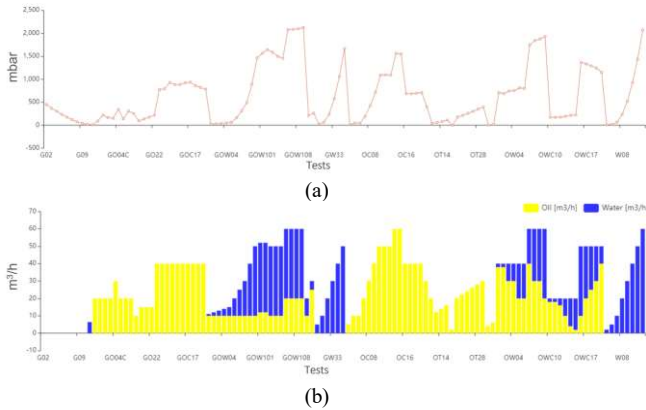 2,500
2,000
1,500
1,000
500
0
-500
mbar
G02 G09 GO04C GO22 GOC17 GOW04 GOW101 GOW108 GW33 OC08 OC16 OT14 OT28 OW04 OWC10 OWC17 W08
Tests
(a)
Oil [m3/h] Water [m3/h]
70
60
50
40
30
20
10
0
-10
m³/h
G02 G09 GO04C GO22 GOC17 GOW04 GOW101 GOW108 GW33 OC08 OC16 OT14 OT28 OW04 OWC10 OWC17 W08
Tests
(b)